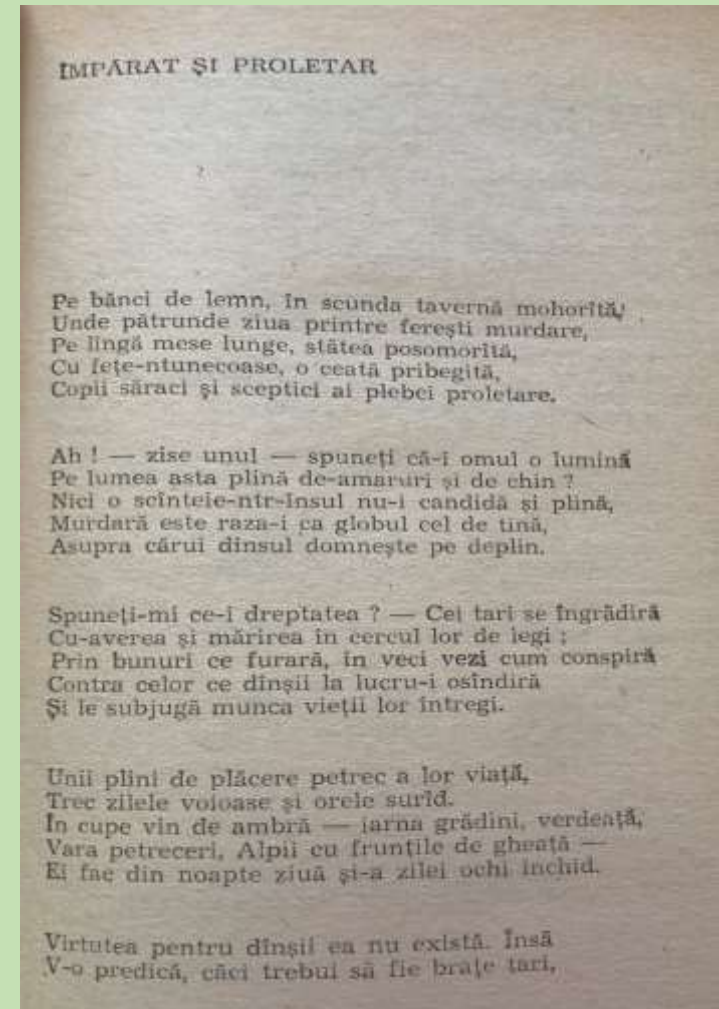 ÎMPĂRAT ȘI PROLETAR
Pe bănci de lemn, în scunda tavernă mohorîtă,
Unde pătrunde ziua printre ferești murdare,
Pe lîngă mese lunge, stătea posomorîtă,
Cu fețe-ntunecoase, o ceată pribegită,
Copii săraci și sceptici ai plebei proletare.
Ah ! — zise unul — spuneți că-i omul o lumină
Pe lumea asta plină de-amaruri și de chin ?
Nici o scînteie-ntr-însul nu-i candidă și plină,
Murdară este raza-i ca globul cel de tină,
Asupra cărui dînsul domnește pe deplin.
Spuneți-mi ce-i dreptatea ? — Cei tari se îngrădiră
Cu-averea și mărirea în cercul lor de legi ;
Prin bunuri ce furară, în veci vezi cum conspiră
Contra celor ce dînșii la lucru-i osîndiră
Și le subjugă munca vieții lor întregi.
Unii plini de plăcere petrec a lor viață,
Trec zilele voioase și orele surîd.
În cupe vin de ambră — iarna grădini, verdeață,
Vara petreceri, Alpii cu frunțile de gheață —
Ei fac din noapte ziuă și-a zilei ochi închid.
Virtutea pentru dînșii ea nu există. Însă
V-o predică, căci trebui să fie brațe tari,